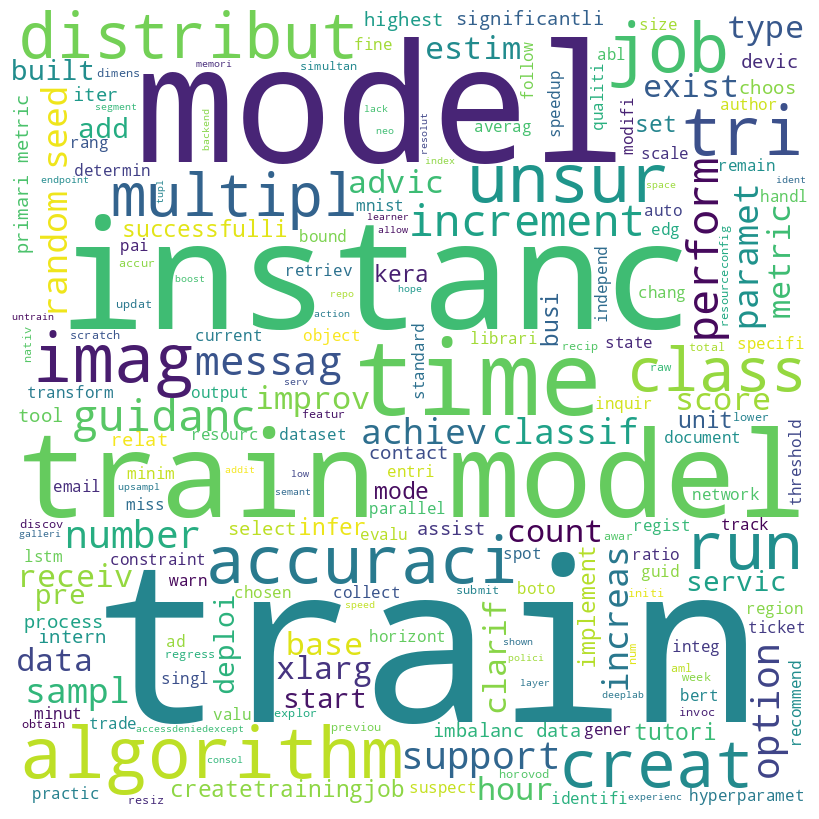 highest significantli
size
distribut
fine
estim
follow
abl
type
built
dimens
memori
simultan
model
job
devic
segment
iter
add
rang
backend
lack
neo
resolut
averag
speedup
qualiti
modifi
exist
choos
author
set
scale
tri
random seed
primari metric
determin
endpoint
tupl
multipl
advic
mnist
index
unsur
auto
space
remain
ident
handl
learner
allow
successfulli
bound
increment
edg
perform
resourceconfig
paramet
metric
pai
accur
boost
instanc
retriev
kera
independ
chang
updat
action
repo
hope
untrain
nativ
scratch
current
object
librari
busi
recip
state
total
specifi
imag
messag
serv
standard
time
raw
lower
class
transform
output
featur
inquir
score
tool
guidanc
resourc
dataset
improv
achiev
classif
unit
document
threshold
relat
contact
train model
minim
addit
low
entri
mode
email
miss
upsampl
semant
parallel
network
discov
galleri
number
select
infer
evalu
assist
count
regist
track
awar
run
lstm
constraint
warn
accuraci
spot
ratio
receiv
chosen
collect
boto
guid
servic
pre
speed
submit
implement
initi
increas
region
process
intern
ad
regress
deploi
base
horizont
train
clarif
shown
polici
integ
ticket
data
singl
xlarg
num
aml
week
option
recommend
sampl
start
layer
deeplab
bert
invoc
minut
obtain
trade
valu
explor
accessdeniedexcept
previou
imbalanc data
gener
tutori
algorithm
consol
support
horovod
creat
practic
resiz
createtrainingjob
suspect
hour
identifi
experienc
hyperparamet